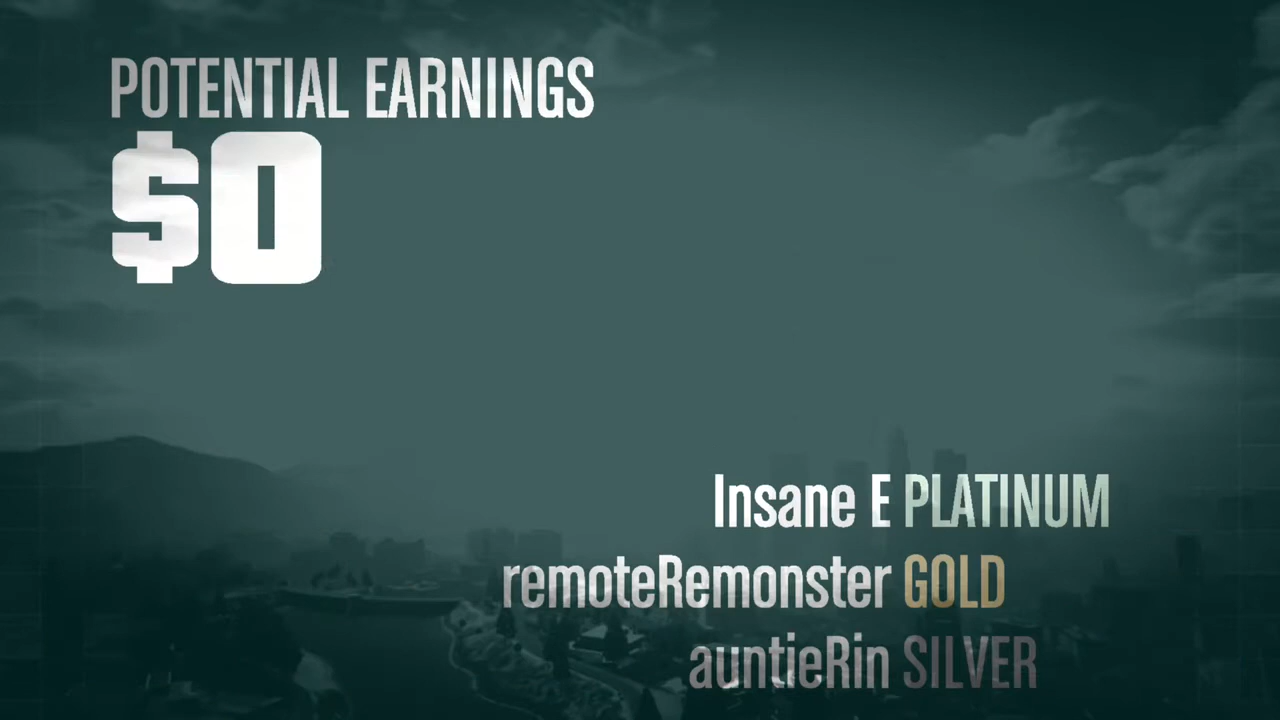 POTENTIAL EARNINGS
$0
Insane E PLATINUM
remoteRemonster GOLD
auntieRin SILVER